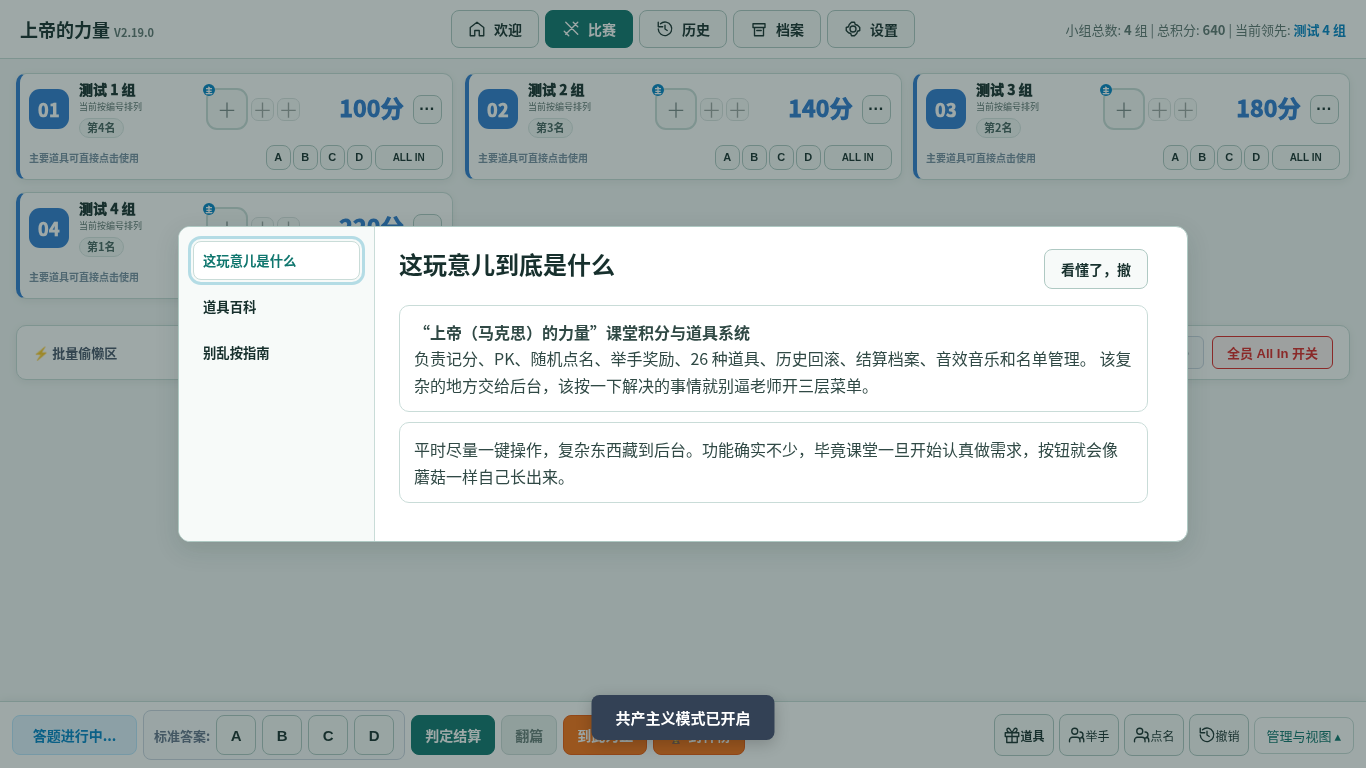 上帝的力量 V2.19.0
欢迎
比赛
历史
档案
设置
小组总数: 4 组 | 总积分: 640 | 当前领先: 测试 4 组
01
测试 1 组
当前按编号排列
第4名
主
100分
主要道具可直接点击使用
A B C D ALL IN
02
测试 2 组
当前按编号排列
第3名
主
140分
主要道具可直接点击使用
A B C D ALL IN
03
测试 3 组
当前按编号排列
第2名
主
180分
主要道具可直接点击使用
A B C D ALL IN
04
测试 4 组
当前按编号排列
第1名
主
主要道具可直接点击使用
⚡ 批量偷懒区
全员 All In 开关
这玩意儿是什么
道具百科
别乱按指南
这玩意儿到底是什么
看懂了，撤
“上帝（马克思）的力量”课堂积分与道具系统
负责记分、PK、随机点名、举手奖励、26 种道具、历史回滚、结算档案、音效音乐和名单管理。 该复
杂的地方交给后台，该按一下解决的事情就别逼老师开三层菜单。
平时尽量一键操作，复杂东西藏到后台。功能确实不少，毕竟课堂一旦开始认真做需求，按钮就会像
蘑菇一样自己长出来。
共产主义模式已开启
答题进行中...
标准答案: A B C D
判定结算
翻篇
道具
举手
点名
撤销
管理与视图 ▴